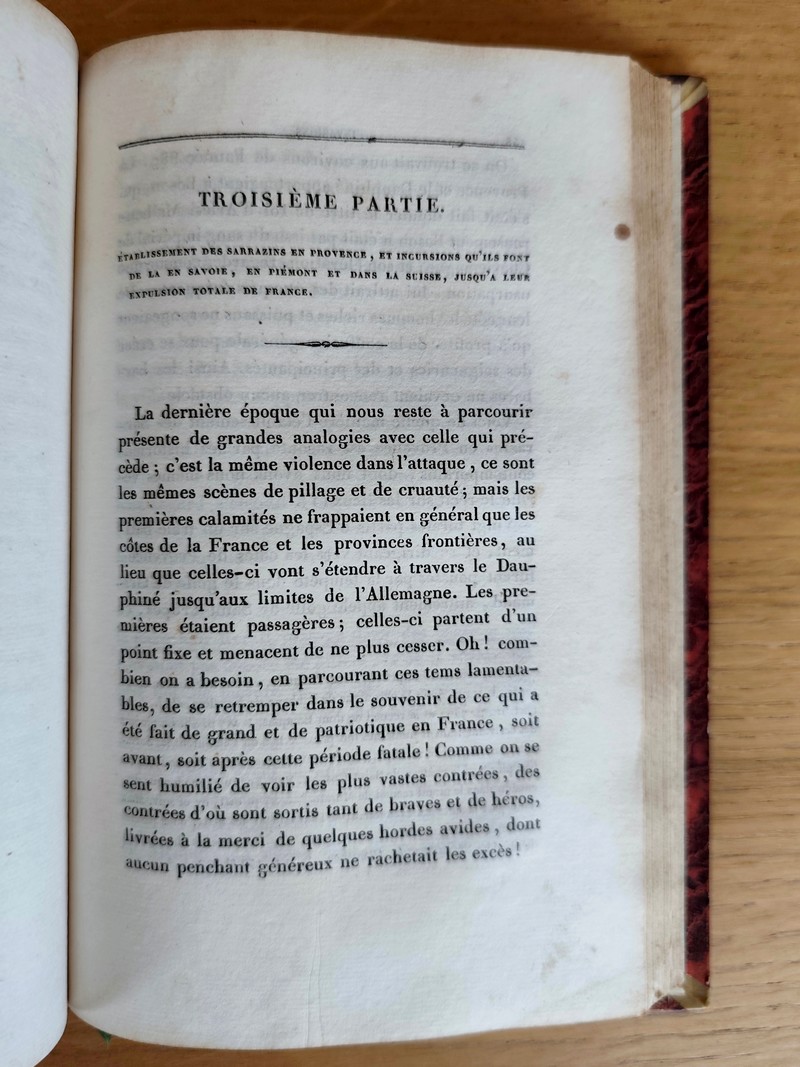 TROISIÈME PARTIE.
ÉTABLISSEMENT DES SARRAZINS EN PROVENCE, ET INCURSIONS QU'ILS FONT
DE LA EN SAVOIE, EN PIÉMONT ET DANS LA SUISSE, JUSQU'A LEUR
EXPULSION TOTALE DE FRANCE.
La dernière époque qui nous reste à parcourir
présente de grandes analogies avec celle qui pré-
cède ; c'est la même violence dans l'attaque , ce sont
les mêmes scènes de pillage et de cruauté ; mais les
premières calamités ne frappaient en général que les
côtes de la France et les provinces frontières, au
lieu que celles-ci vont s'étendre à travers le Dau-
phiné jusqu'aux limites de l'Allemagne. Les pre-
mières étaient passagères ; celles-ci partent d'un
point fixe et menacent de ne plus cesser. Oh ! com-
bien on a besoin , en parcourant ces tems lamenta-
bles, de se retremper dans le souvenir de ce qui a
été fait de grand et de patriotique en France , soit
avant, soit après cette période fatale ! Comme on se
sent humilié de voir les plus vastes contrées , des
contrées d'où sont sortis tant de braves et de héros,
livrées à la merci de quelques hordes avides , dont
aucun penchant généreux ne rachetait les excès !